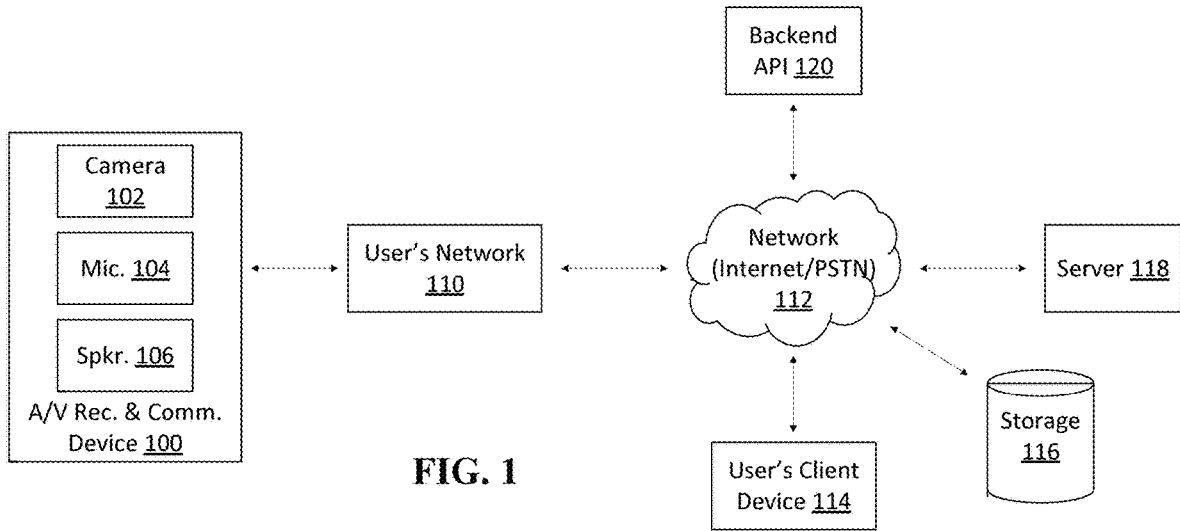 Backend
API 120
Camera
102
Mic. 104
Spkr. 106
A/V Rec. & Comm.
Device 100
User's Network
110
Network
(Internet/PSTN)
112
Server 118
Storage
116
User's Client
Device 114
FIG. 1